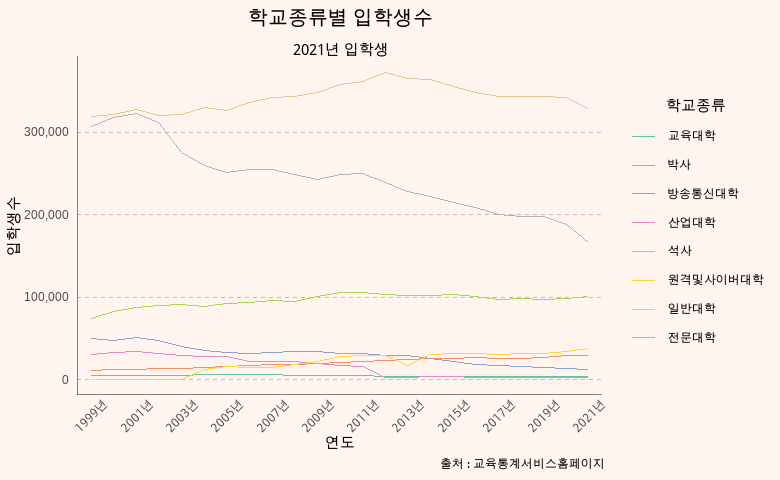 학교종류별 입학생수
2021년 입학생
입학생수
300,000
200,000
100,000
0
1999년
2001년
2003년
2005년
2007년
2009년
2011년
2013년
2015년
2017년
2019년
2021년
연도
학교종류
교육대학
박사
방송통신대학
산업대학
석사
원격및사이버대학
일반대학
전문대학
출처 : 교육통계서비스홈페이지